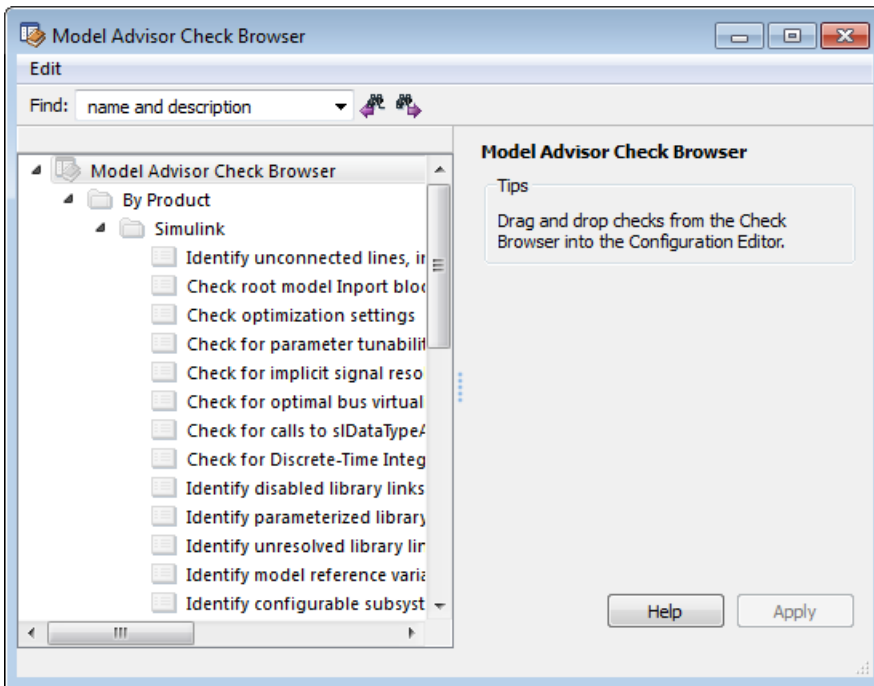 Model Advisor Check Browser
Edit
Find: name and description
Model Advisor Check Browser
By Product
Simulink
Identify unconnected lines, ir
Check root model Inport bloc
Check optimization settings
Check for parameter tunabilit
Check for implicit signal reso
Check for optimal bus virtual
Check for calls to slDataTypeA
Check for Discrete-Time Integ
Identify disabled library links
Identify parameterized library
Identify unresolved library lin
Identify model reference varia
Identify configurable subsyst
Model Advisor Check Browser
Tips
Drag and drop checks from the Check
Browser into the Configuration Editor.
Help
Apply